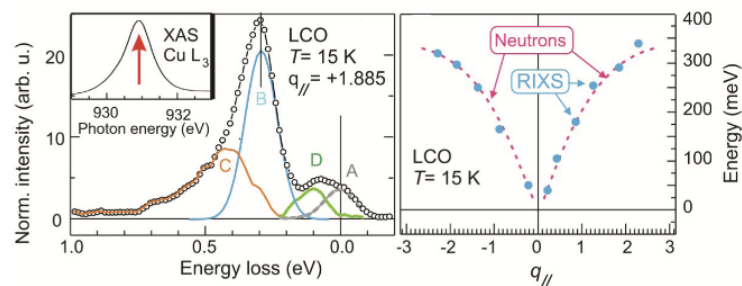 XAS
Cu L3
930 932
Photon energy (eV)
LCO
T= 15 K
q// = +1.885
B
C
D
A
20
10
0
Norm. intensity (arb. u.)
1.0 0.5 0.0
Energy loss (eV)
Neutrons
RIXS
LCO
T= 15 K
400
300
200
100
0
Energy (meV)
-3 -2 -1 0 1 2 3
q//